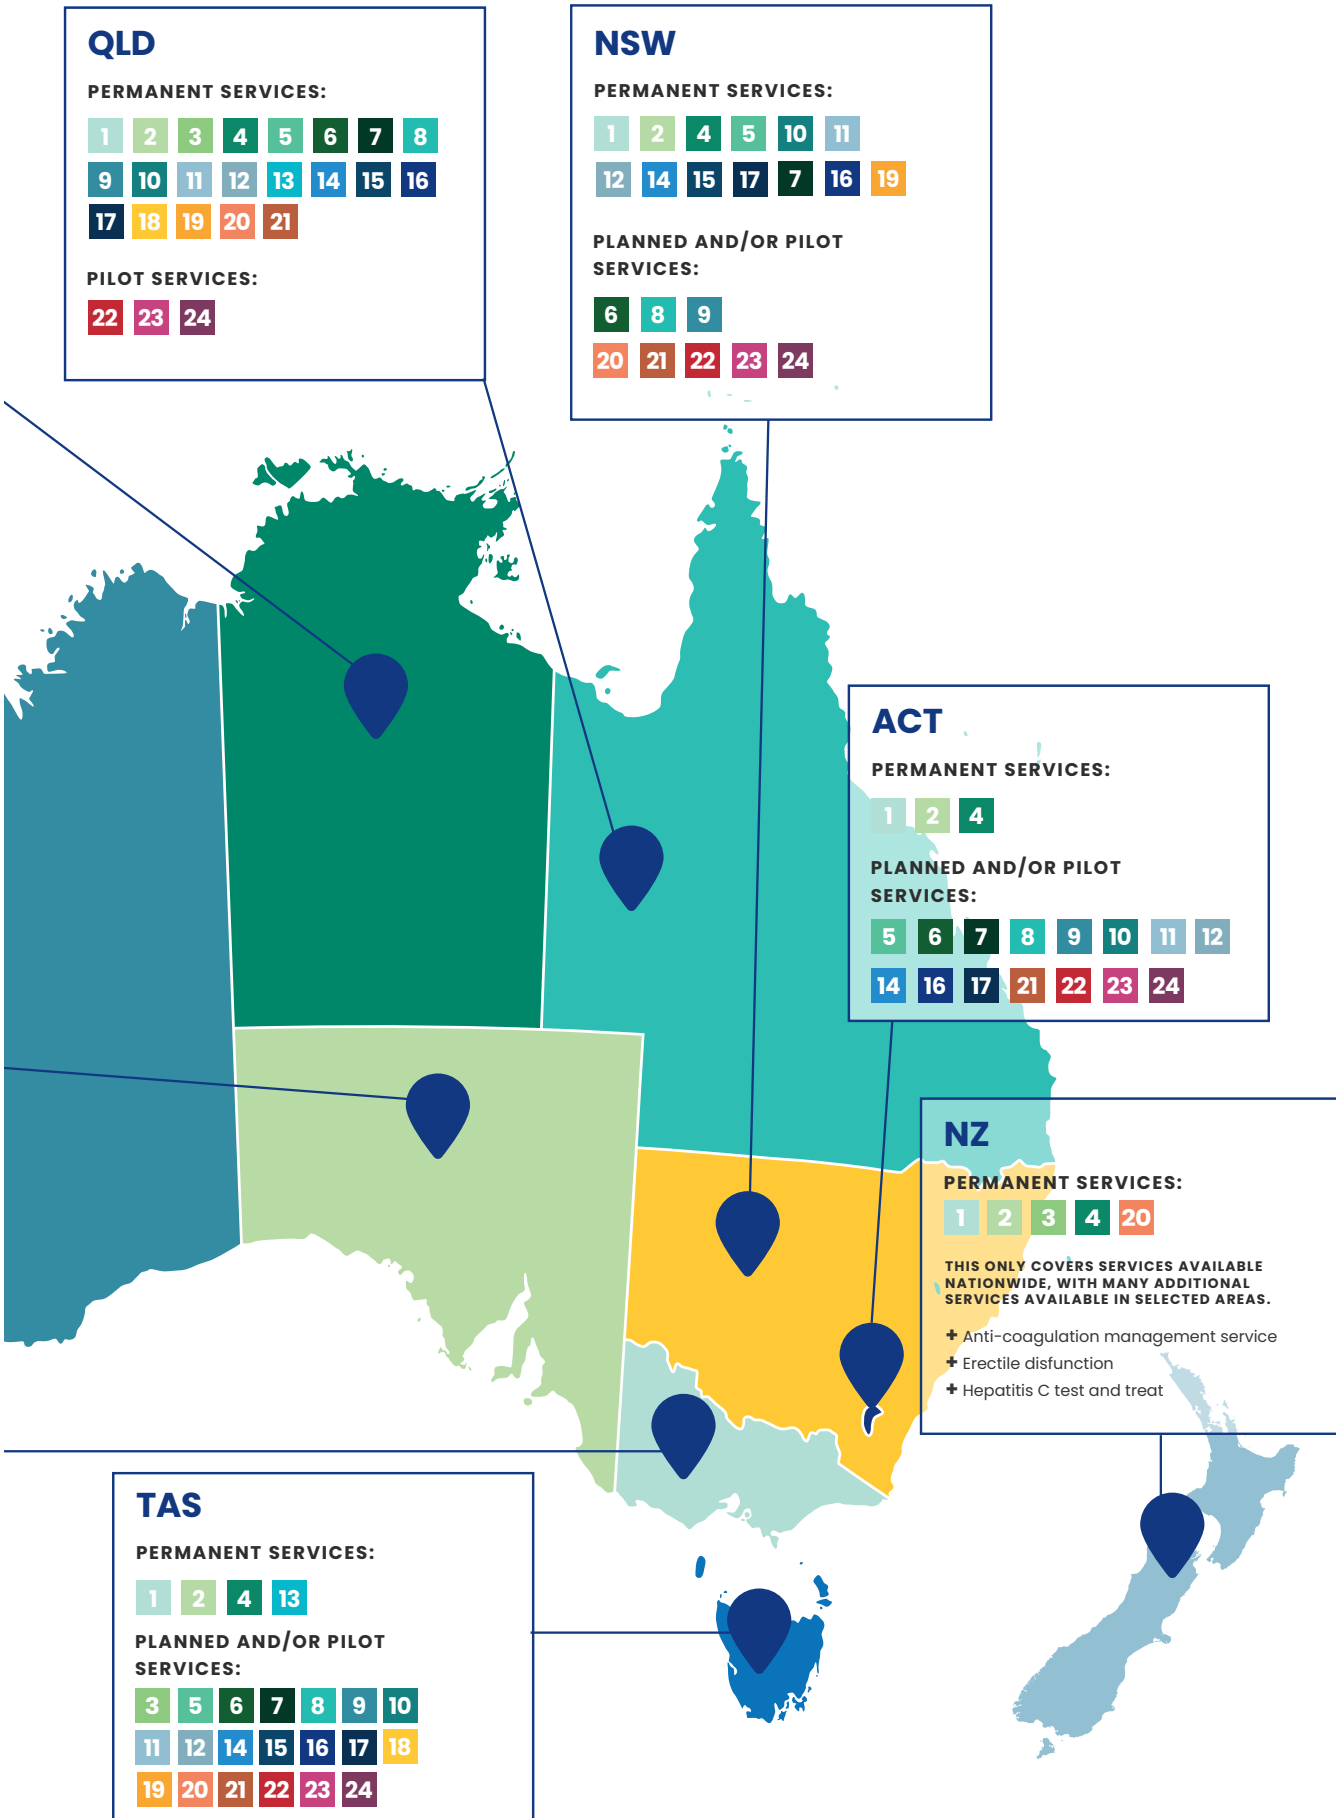 QLD
PERMANENT SERVICES:
1 2 3 4 5 6 7 8
9 10 11 12 13 14 15 16
17 18 19 20 21
PILOT SERVICES:
22 23 24
NSW
PERMANENT SERVICES:
1 2 4 5 10 11
12 14 15 17 7 16 19
PLANNED AND/OR PILOT
SERVICES:
6 8 9
20 21 22 23 24
ACT
PERMANENT SERVICES:
1 2 4
PLANNED AND/OR PILOT
SERVICES:
5 6 7 8 9 10 11 12
14 16 17 21 22 23 24
NZ
PERMANENT SERVICES:
1 2 3 4 20
THIS ONLY COVERS SERVICES AVAILABLE
NATIONWIDE, WITH MANY ADDITIONAL
SERVICES AVAILABLE IN SELECTED AREAS.
+ Anti-coagulation management service
+ Erectile disfunction
+ Hepatitis C test and treat
TAS
PERMANENT SERVICES:
1 2 4 13
PLANNED AND/OR PILOT
SERVICES:
3 5 6 7 8 9 10
11 12 14 15 16 17 18
19 20 21 22 23 24